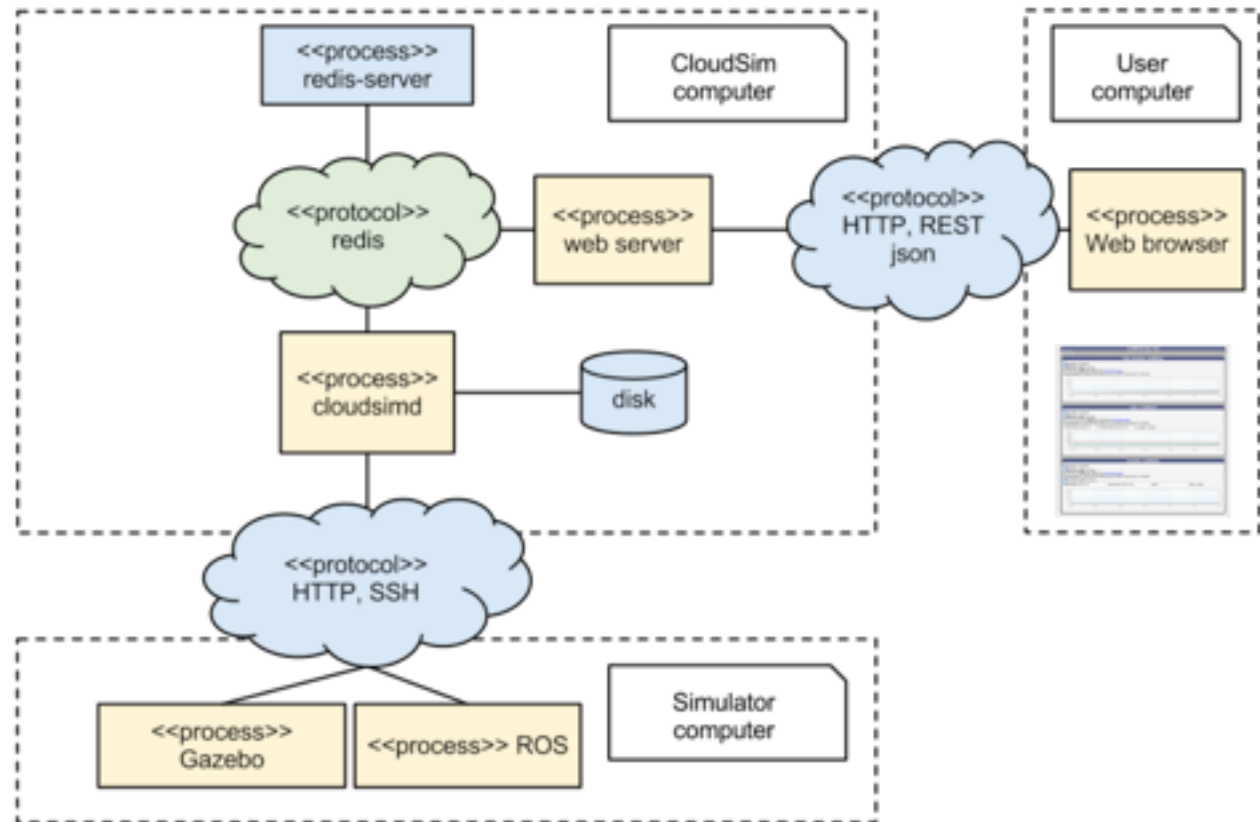 <<process>>
redis-server
CloudSim
computer
User
computer
<<protocol>>
redis
<<process>>
web server
<<protocol>>
HTTP, REST
json
<<process>>
Web browser
<<process>>
cloudsimd
disk
<<protocol>>
HTTP, SSH
Simulator
computer
<<process>>
Gazebo
<<process>> ROS